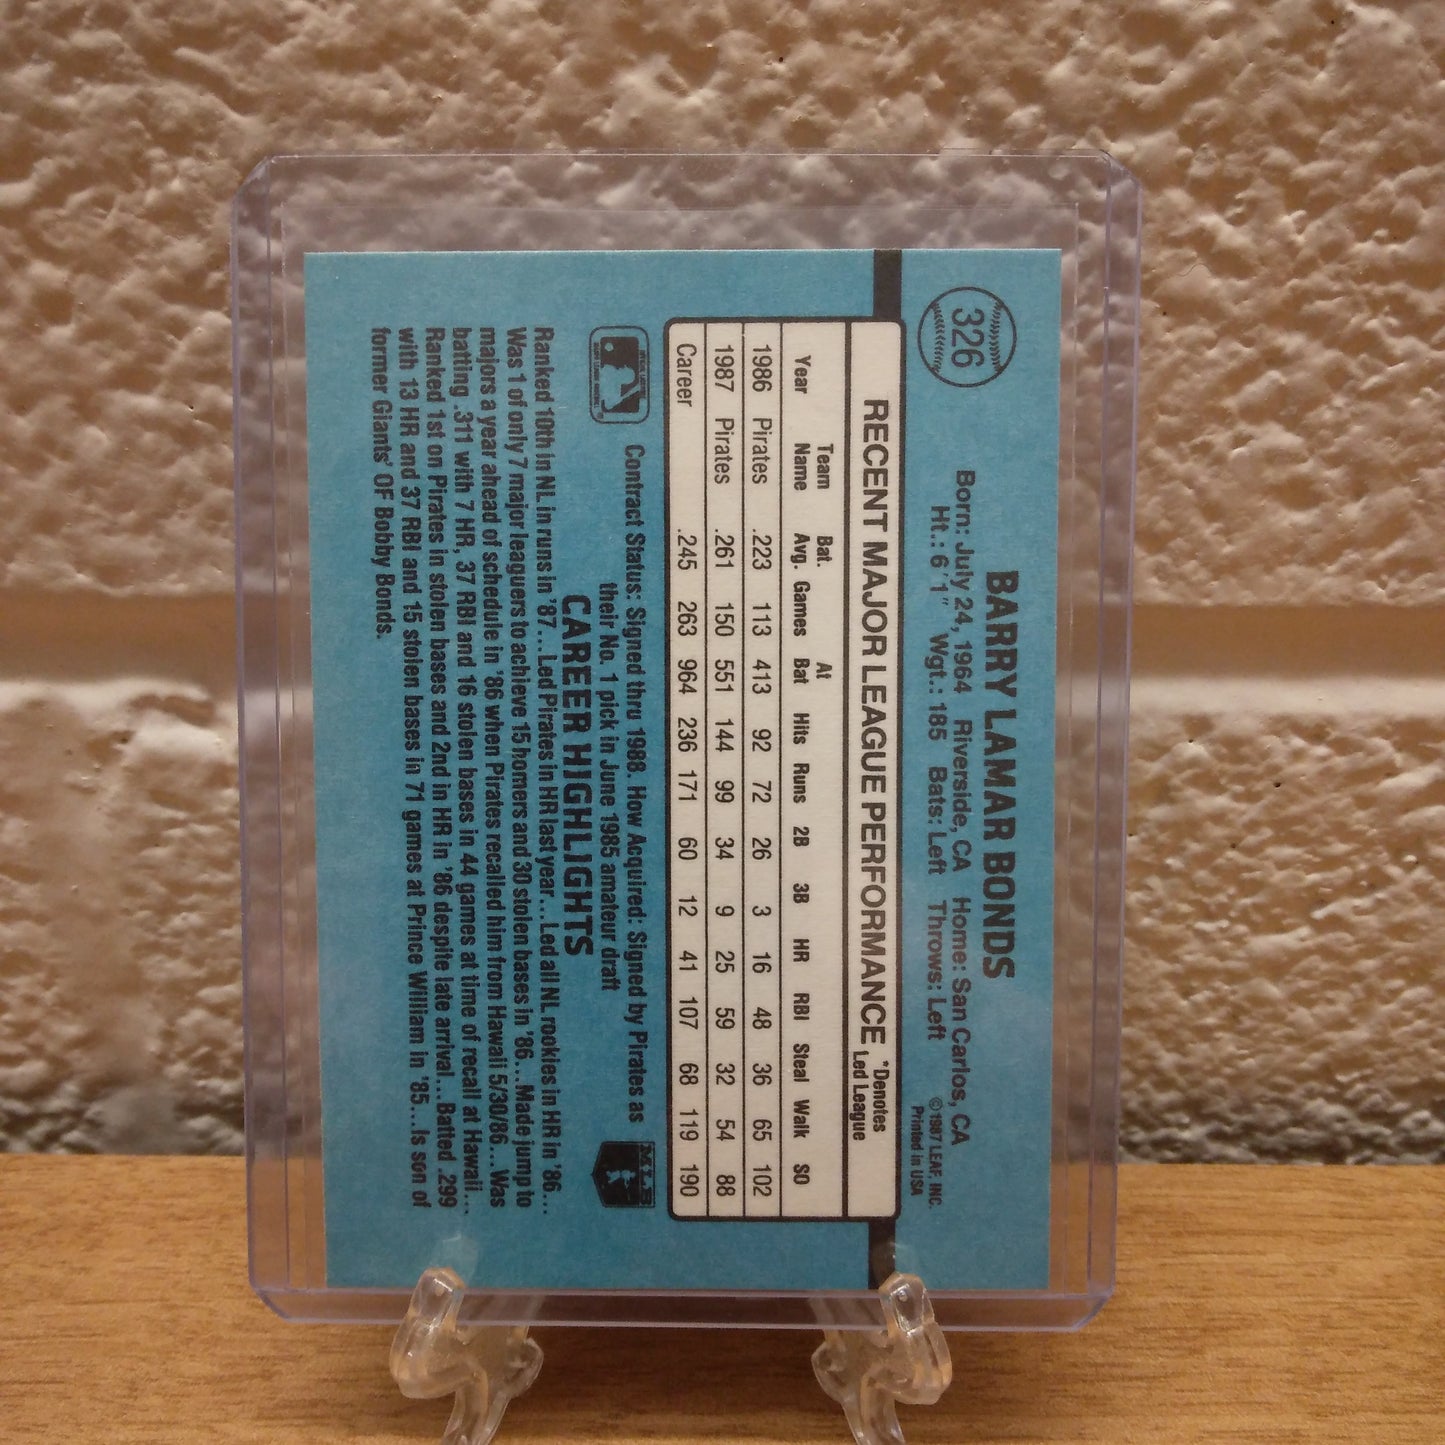 326
BARRY LAMAR BONDS
Born: July 24, 1964 Riverside, CA Home: San Carlos, CA
Ht.: 6'1" Wgt.: 185 Bats: Left Throws: Left
©1987 LEAF, INC.
Printed in USA
RECENT MAJOR LEAGUE PERFORMANCE *Denotes Led League
Year Team Name Bat. Avg. Games At Bat Hits Runs 2B 3B HR RBI Steal Walk SO
1986 Pirates .223 113 413 92 72 26 3 16 48 36 65 102
1987 Pirates .261 150 551 144 99 34 9 25 59 32 54 88
Career .245 263 964 236 171 60 12 41 107 68 119 190
Contract Status: Signed thru 1988. How Acquired: Signed by Pirates as
their No. 1 pick in June 1985 amateur draft
MLB
CAREER HIGHLIGHTS
Ranked 10th in NL in runs in '87...Led Pirates in HR last year...Led all NL rookies in HR in '86...
Was 1 of only 7 major leaguers to achieve 15 homers and 30 stolen bases in '86...Made jump to
majors a year ahead of schedule in '86 when Pirates recalled him from Hawaii 5/30/86...Was
batting .311 with 7 HR, 37 RBI and 16 stolen bases in 44 games at time of recall at Hawaii...
Ranked 1st on Pirates in stolen bases and 2nd in HR in '86 despite late arrival...Batted .299
with 13 HR and 37 RBI and 15 stolen bases in 71 games at Prince William in '85...Is son of
former Giants' OF Bobby Bonds.